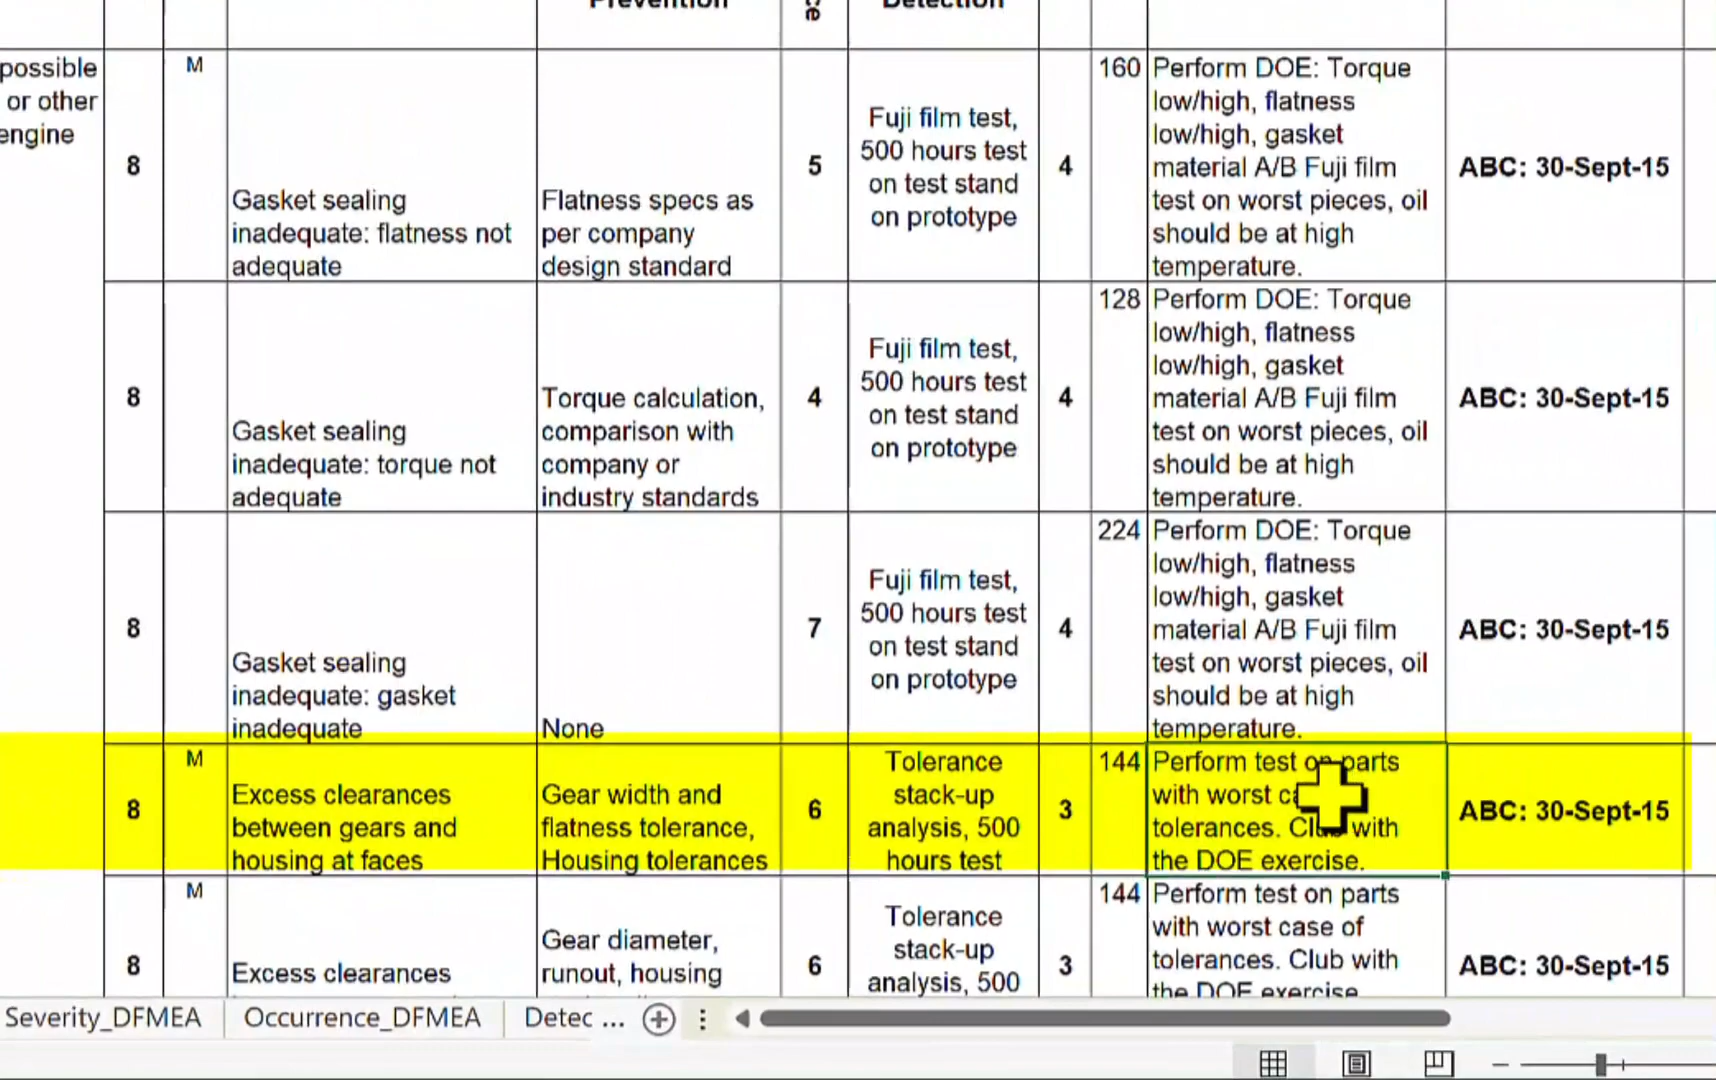 Prevention
ce
Detection
possible
or other
engine
8
M
Gasket sealing
inadequate: flatness not
adequate
Flatness specs as
per company
design standard
5
Fuji film test,
500 hours test
on test stand
on prototype
4
160
Perform DOE: Torque
low/high, flatness
low/high, gasket
material A/B Fuji film
test on worst pieces, oil
should be at high
temperature.
ABC: 30-Sept-15
8
Gasket sealing
inadequate: torque not
adequate
Torque calculation,
comparison with
company or
industry standards
4
Fuji film test,
500 hours test
on test stand
on prototype
4
128
Perform DOE: Torque
low/high, flatness
low/high, gasket
material A/B Fuji film
test on worst pieces, oil
should be at high
temperature.
ABC: 30-Sept-15
8
Gasket sealing
inadequate: gasket
inadequate
None
7
Fuji film test,
500 hours test
on test stand
on prototype
4
224
Perform DOE: Torque
low/high, flatness
low/high, gasket
material A/B Fuji film
test on worst pieces, oil
should be at high
temperature.
ABC: 30-Sept-15
8
M
Excess clearances
between gears and
housing at faces
Gear width and
flatness tolerance,
Housing tolerances
6
Tolerance
stack-up
analysis, 500
hours test
3
144
Perform test on parts
with worst
tolerances. Club with
the DOE exercise.
ABC: 30-Sept-15
8
M
Excess clearances
Gear diameter,
runout, housing
6
Tolerance
stack-up
analysis, 500
3
144
Perform test on parts
with worst case of
tolerances. Club with
the DOE exercise
ABC: 30-Sept-15
Severity_DFMEA
Occurrence_DFMEA
Detec ...